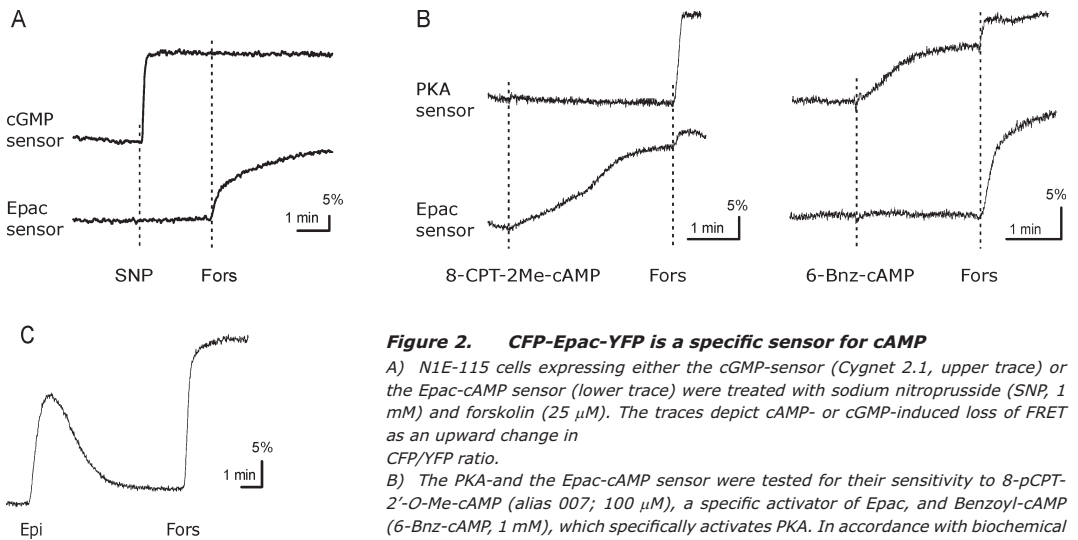 A
cGMP
sensor
Epac
sensor
5%
1 min
SNP
Fors
B
PKA
sensor
Epac
sensor
5%
1 min
8-CPT-2Me-cAMP
Fors
5%
1 min
6-Bnz-cAMP
Fors
C
5%
1 min
Epi
Fors
Figure 2. CFP-Epac-YFP is a specific sensor for cAMP
A) N1E-115 cells expressing either the cGMP-sensor (Cygnet 2.1, upper trace) or
the Epac-cAMP sensor (lower trace) were treated with sodium nitroprusside (SNP, 1
mM) and forskolin (25 μM). The traces depict cAMP- or cGMP-induced loss of FRET
as an upward change in
CFP/YFP ratio.
B) The PKA-and the Epac-cAMP sensor were tested for their sensitivity to 8-pCPT-
2’-O-Me-cAMP (alias 007; 100 μM), a specific activator of Epac, and Benzoyl-cAMP
(6-Bnz-cAMP, 1 mM), which specifically activates PKA. In accordance with biochemical